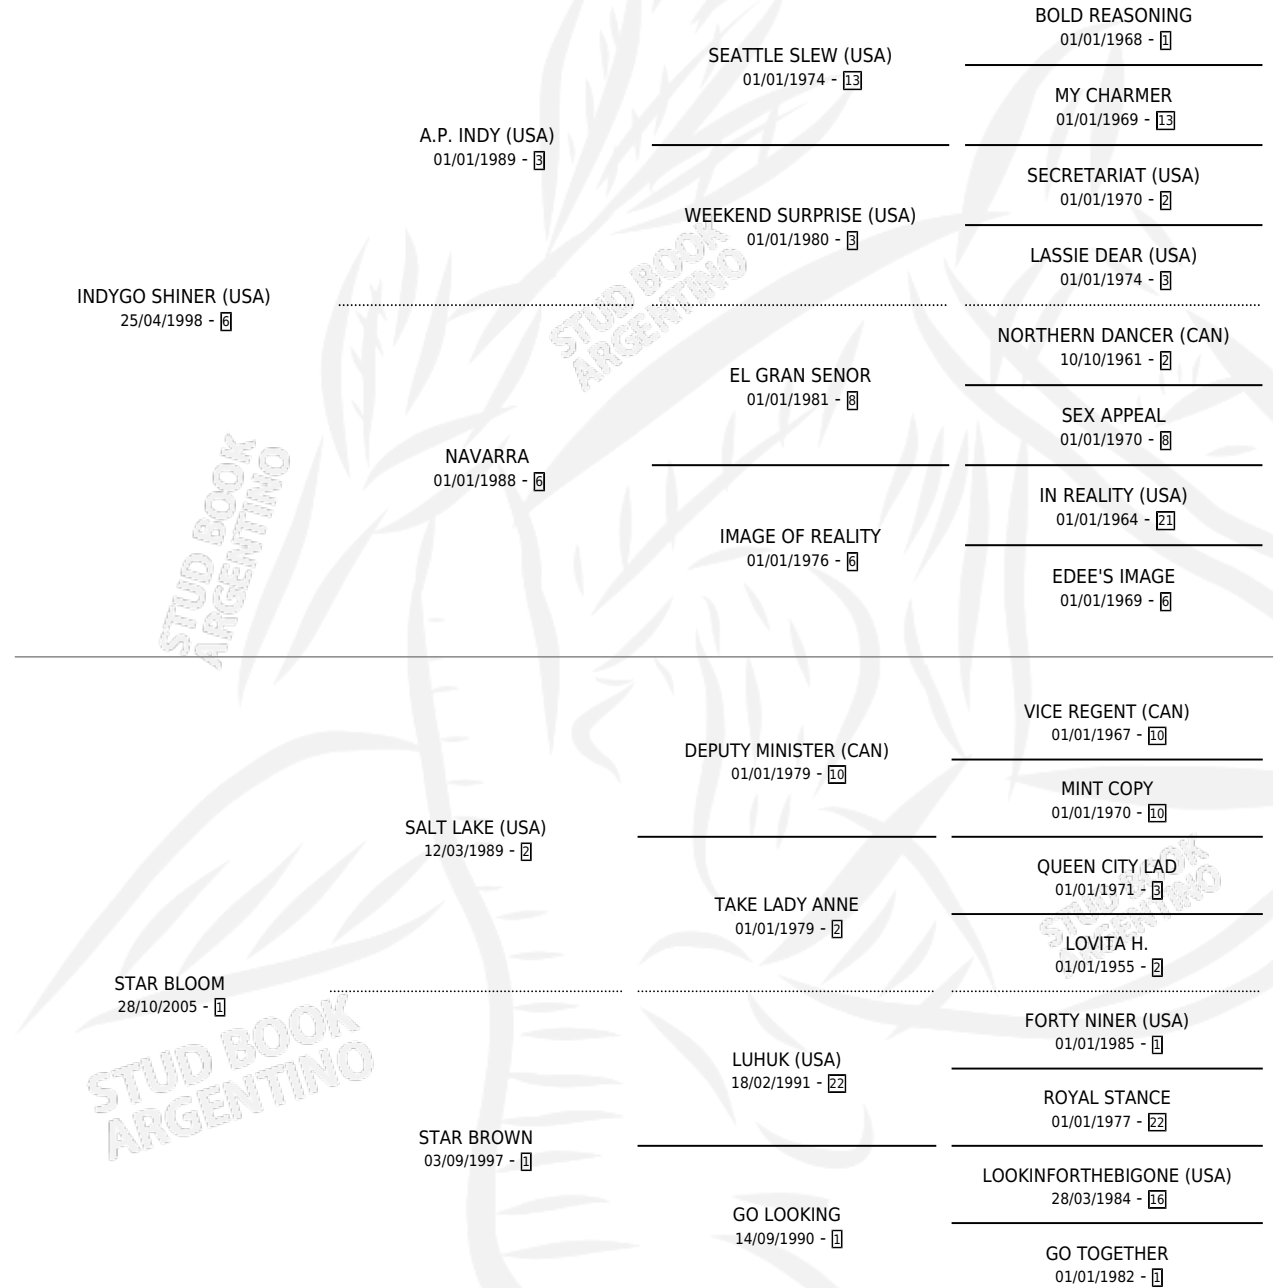 BOLD REASONING
01/01/1968 - 1
SEATTLE SLEW (USA)
01/01/1974 - 13
MY CHARMER
01/01/1969 - 13
A.P. INDY (USA)
01/01/1989 - 3
SECRETARIAT (USA)
01/01/1970 - 2
WEEKEND SURPRISE (USA)
01/01/1980 - 3
LASSIE DEAR (USA)
01/01/1974 - 3
INDYGO SHINER (USA)
25/04/1998 - 6
NORTHERN DANCER (CAN)
10/10/1961 - 2
EL GRAN SENOR
01/01/1981 - 8
SEX APPEAL
01/01/1970 - 8
NAVARRA
01/01/1988 - 6
IN REALITY (USA)
01/01/1964 - 21
IMAGE OF REALITY
01/01/1976 - 6
EDEE'S IMAGE
01/01/1969 - 6
STUD BOOK
ARGENTINO
STUD BOOK
ARGENTINO
VICE REGENT (CAN)
01/01/1967 - 10
DEPUTY MINISTER (CAN)
01/01/1979 - 10
MINT COPY
01/01/1970 - 10
SALT LAKE (USA)
12/03/1989 - 2
QUEEN CITY LAD
01/01/1971 - 3
TAKE LADY ANNE
01/01/1979 - 2
LOVITA H.
01/01/1955 - 2
STAR BLOOM
28/10/2005 - 1
FORTY NINER (USA)
01/01/1985 - 1
LUHUK (USA)
18/02/1991 - 22
ROYAL STANCE
01/01/1977 - 22
STAR BROWN
03/09/1997 - 1
LOOKINFORTHEBIGONE (USA)
28/03/1984 - 16
GO LOOKING
14/09/1990 - 1
GO TOGETHER
01/01/1982 - 1
STUD BOOK
ARGENTINO
STUD BOOK
ARGENTINO